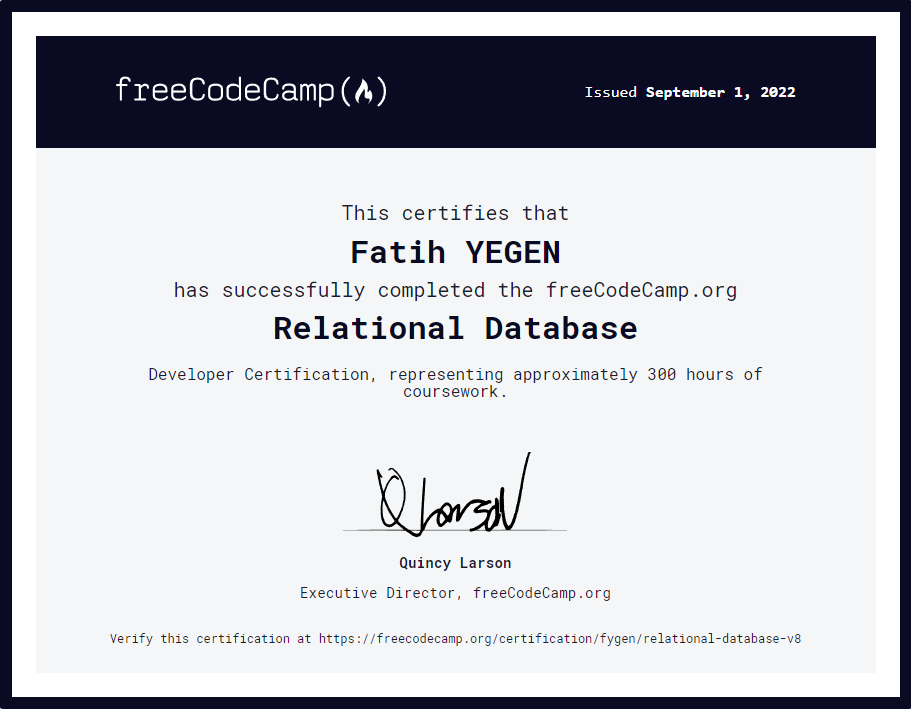 freeCodeCamp(🔥)
Issued September 1, 2022
This certifies that
Fatih YEGEN
has successfully completed the freeCodeCamp.org
Relational Database
Developer Certification, representing approximately 300 hours of
coursework.
Q Larson
Quincy Larson
Executive Director, freeCodeCamp.org
Verify this certification at https://freecodecamp.org/certification/fygen/relational-database-v8